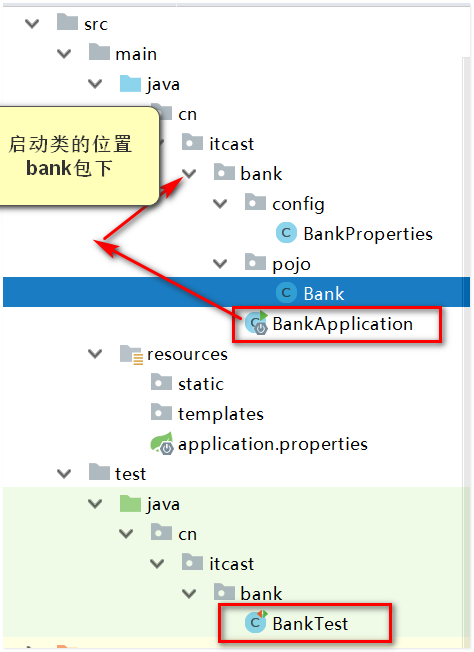 src
main
java
cn
启动类的位置
bank包下
itcast
bank
config
C BankProperties
pojo
C Bank
C BankApplication
resources
static
templates
application.properties
test
java
cn
itcast
bank
C BankTest